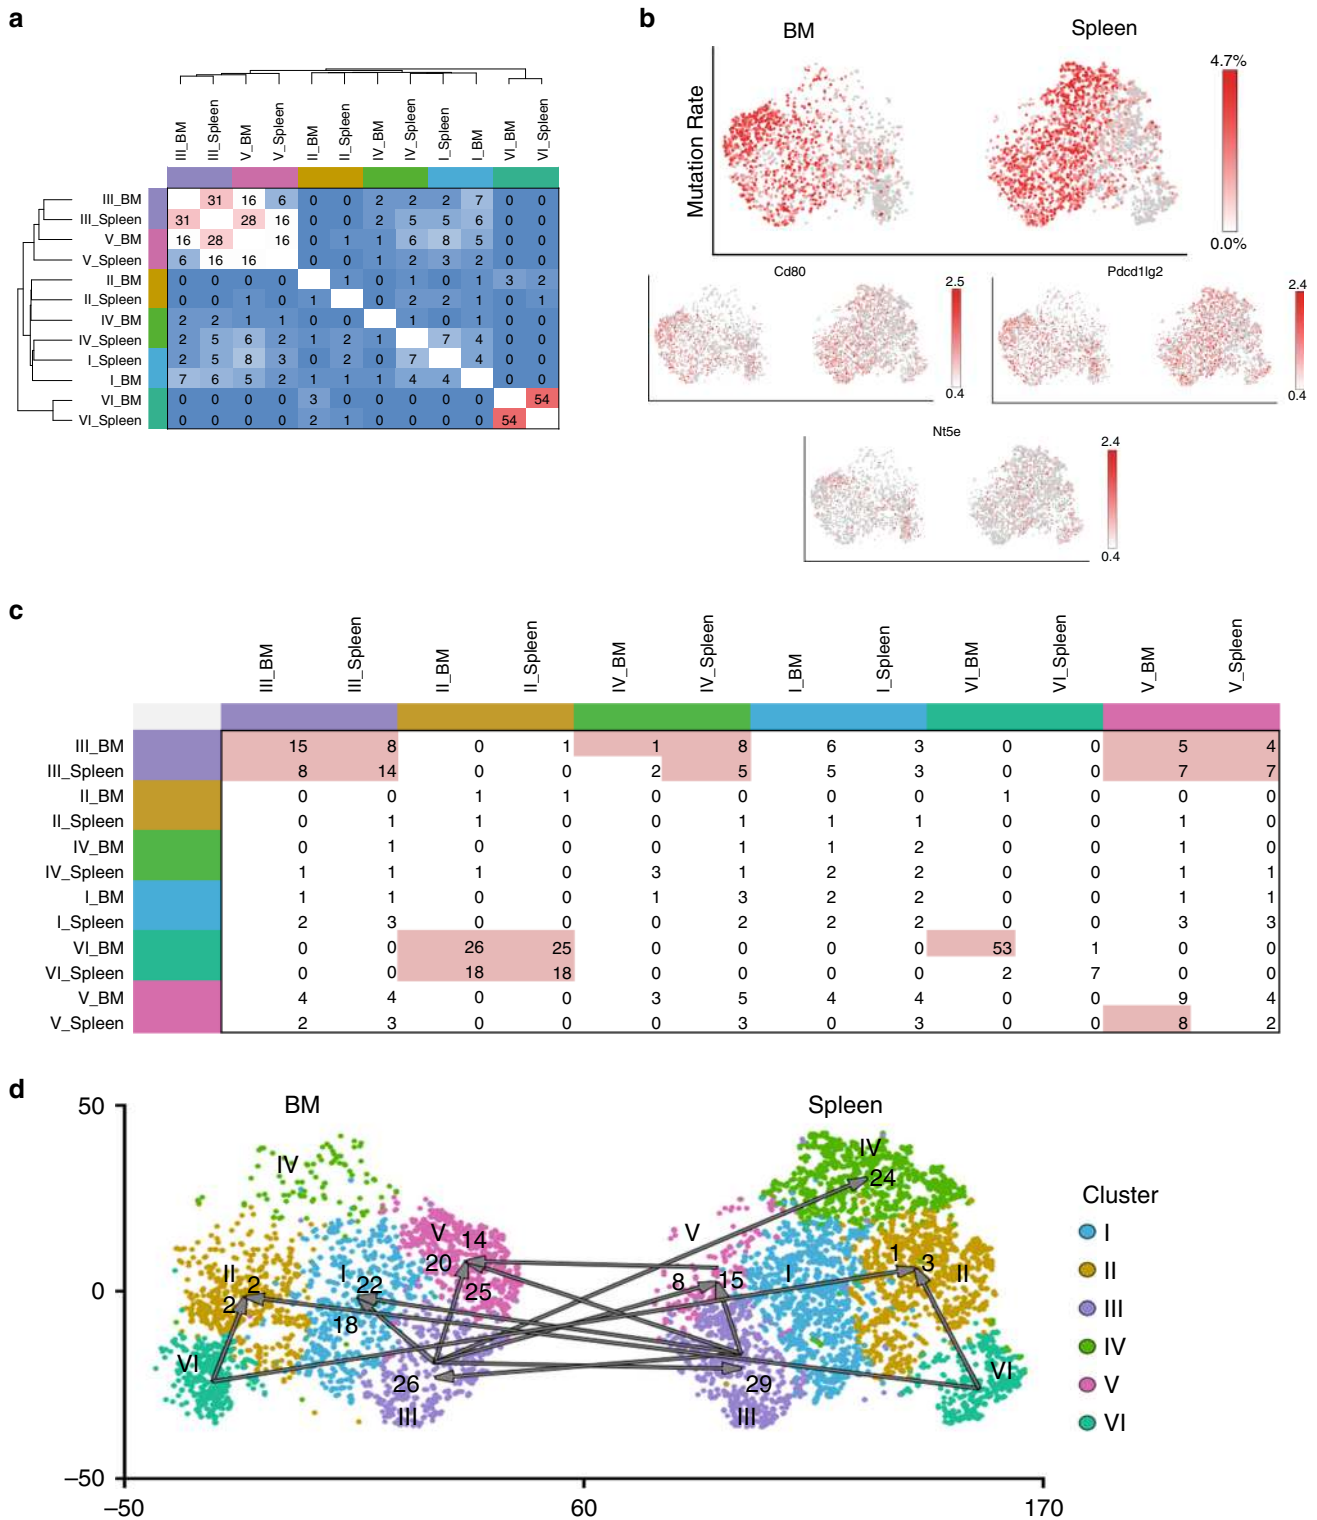 a
III_BM III_Spleen V_BM V_Spleen II_BM II_Spleen IV_BM IV_Spleen I_Spleen I_BM VI_BM VI_Spleen
III_BM 31 16 6 0 0 2 2 2 7 0 0
III_Spleen 31 28 16 0 0 2 5 5 6 0 0
V_BM 16 28 16 0 1 1 6 8 5 0 0
V_Spleen 6 16 16 0 0 1 2 3 2 0 0
II_BM 0 0 0 0 1 0 1 0 1 3 2
II_Spleen 0 0 1 0 1 0 2 2 1 0 1
IV_BM 2 2 1 1 0 0 1 0 1 0 0
IV_Spleen 2 5 6 2 1 2 1 7 4 0 0
I_Spleen 2 5 8 3 0 2 0 7 4 0 0
I_BM 7 6 5 2 1 1 1 4 4 0 0
VI_BM 0 0 0 0 3 0 0 0 0 0 54
VI_Spleen 0 0 0 0 2 1 0 0 0 0 54
b
BM Spleen
Mutation Rate
4.7%
0.0%
Cd80
2.5
0.4
Pdcd1lg2
2.4
0.4
Nt5e
2.4
0.4
c
III_BM III_Spleen II_BM II_Spleen IV_BM IV_Spleen I_BM I_Spleen VI_BM VI_Spleen V_BM V_Spleen
III_BM 15 8 0 1 1 8 6 3 0 0 5 4
III_Spleen 8 14 0 0 2 5 5 3 0 0 7 7
II_BM 0 0 1 1 0 0 0 0 1 0 0 0
II_Spleen 0 1 1 0 0 1 1 1 0 0 1 0
IV_BM 0 1 0 0 0 1 1 2 0 0 1 0
IV_Spleen 1 1 1 0 3 1 2 2 0 0 1 1
I_BM 1 1 0 0 1 3 2 2 0 0 1 1
I_Spleen 2 3 0 0 0 2 2 2 0 0 3 3
VI_BM 0 0 26 25 0 0 0 0 53 1 0 0
VI_Spleen 0 0 18 18 0 0 0 0 2 7 0 0
V_BM 4 4 0 0 3 5 4 4 0 0 9 4
V_Spleen 2 3 0 0 0 3 0 3 0 0 8 2
d
BM Spleen
50
0
–50
–50 60 170
IV
V 14
20
25
II 2
2
I 22
18
VI
26
III
IV
24
V
8 15
I
1 3 II
VI
29
III
Cluster
I
II
III
IV
V
VI